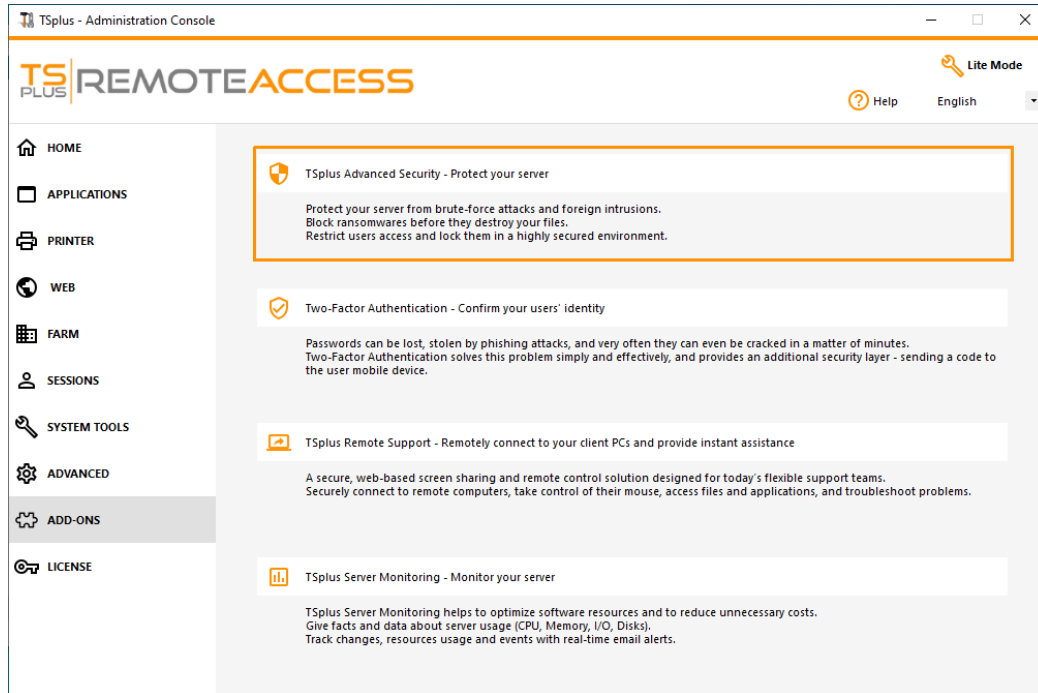 TSplus - Administration Console
TS PLUS REMOTEACCESS
Lite Mode
Help
English
HOME
APPLICATIONS
PRINTER
WEB
FARM
SESSIONS
SYSTEM TOOLS
ADVANCED
ADD-ONS
LICENSE
TSplus Advanced Security - Protect your server
Protect your server from brute-force attacks and foreign intrusions.
Block ransomwares before they destroy your files.
Restrict users access and lock them in a highly secured environment.
Two-Factor Authentication - Confirm your users' identity
Passwords can be lost, stolen by phishing attacks, and very often they can even be cracked in a matter of minutes.
Two-Factor Authentication solves this problem simply and effectively, and provides an additional security layer - sending a code to
the user mobile device.
TSplus Remote Support - Remotely connect to your client PCs and provide instant assistance
A secure, web-based screen sharing and remote control solution designed for today's flexible support teams.
Securely connect to remote computers, take control of their mouse, access files and applications, and troubleshoot problems.
TSplus Server Monitoring - Monitor your server
TSplus Server Monitoring helps to optimize software resources and to reduce unnecessary costs.
Give facts and data about server usage (CPU, Memory, I/O, Disks).
Track changes, resources usage and events with real-time email alerts.